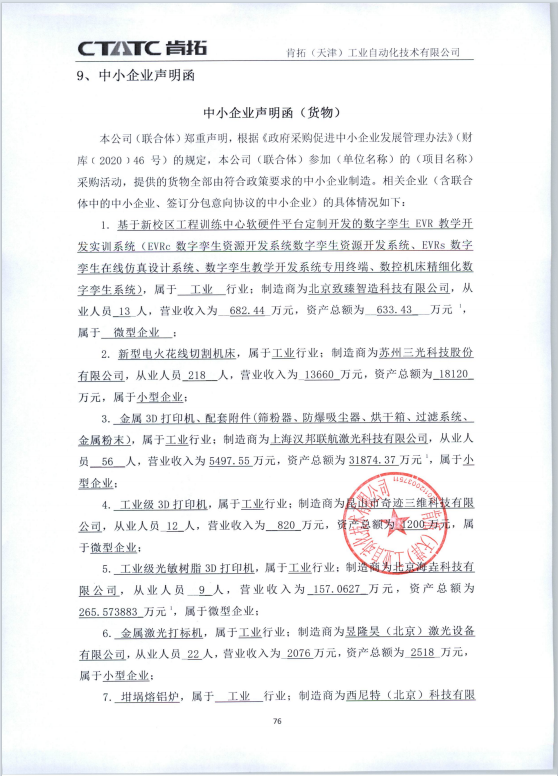 CTATC 肯拓
肯拓（天津）工业自动化技术有限公司
9、中小企业声明函
中小企业声明函（货物）
本公司（联合体）郑重声明，根据《政府采购促进中小企业发展管理办法》（财
库﹝2020﹞46 号）的规定，本公司（联合体）参加（单位名称）的（项目名称）
采购活动，提供的货物全部由符合政策要求的中小企业制造。相关企业（含联合
体中的中小企业、签订分包意向协议的中小企业）的具体情况如下：
1. 基于新校区工程训练中心软硬件平台定制开发的数字孪生 EVR 教学开
发实训系统（EVRc 数字孪生资源开发系统数字孪生资源开发系统、EVRs 数字
孪生在线仿真设计系统、数字孪生教学开发系统专用终端、数控机床精细化数
字孪生系统），属于 工业 行业；制造商为北京致臻智造科技有限公司，从
业人员 13 人，营业收入为 682.44 万元，资产总额为 633.43 万元¹，
属于 微型企业 ；
2. 新型电火花线切割机床，属于工业行业；制造商为苏州三光科技股份
有限公司，从业人员 218 人，营业收入为 13660 万元，资产总额为 18120
万元，属于小型企业；
3. 金属 3D 打印机、配套附件(筛粉器、防爆吸尘器、烘干箱、过滤系统、
金属粉末)，属于工业行业；制造商为上海汉邦联航激光科技有限公司，从业人
员 56 人，营业收入为 5497.55 万元，资产总额为 31874.37 万元¹，属于小
型企业；
4. 工业级 3D 打印机，属于工业行业；制造商为昆山市奇迹三维科技有限
公司，从业人员 12 人，营业收入为 820 万元，资产总额为 1200 万元，属
于微型企业；
5. 工业级光敏树脂 3D 打印机，属于工业行业；制造商为北京海垚科技有
限公司，从业人员 9 人，营业收入为 157.0627 万元，资产总额为
265.573883 万元¹，属于微型企业；
6. 金属激光打标机，属于工业行业；制造商为昱隆昊（北京）激光设备
有限公司，从业人员 22 人，营业收入为 2076 万元，资产总额为 2518 万元，
属于小型企业；
7. 坩埚熔铝炉，属于 工业 行业；制造商为西尼特（北京）科技有限
76